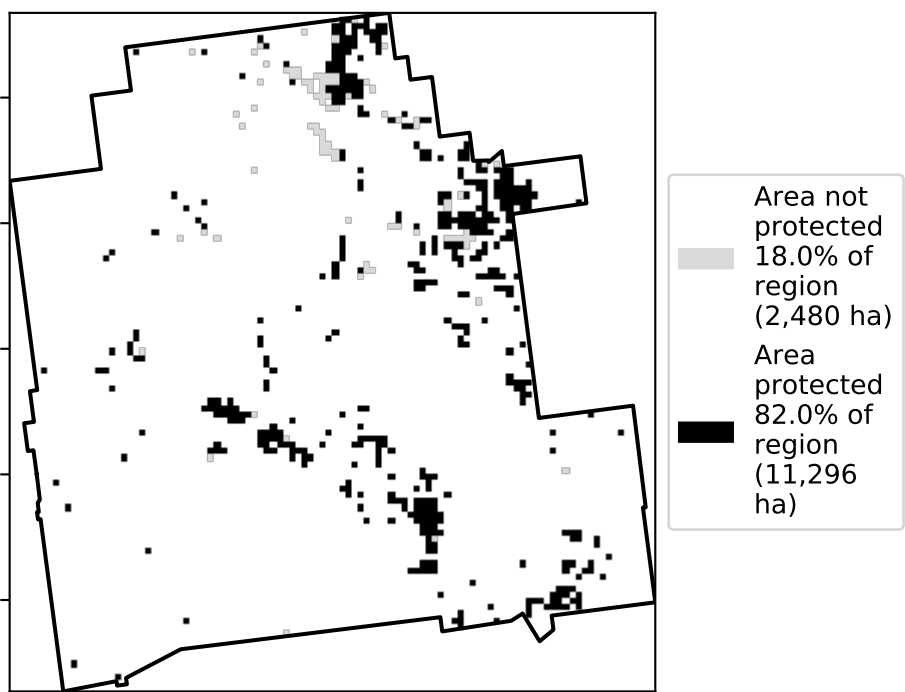 Area not
protected
18.0% of
region
(2,480 ha)
Area
protected
82.0% of
region
(11,296
ha)